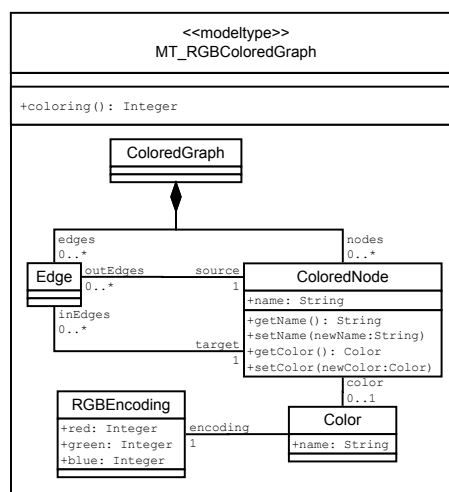 <<modeltype>>
MT_RGBColoredGraph
+coloring(): Integer
ColoredGraph
edges
0..*
nodes
0..*
Edge
outEdges
0..*
source
1
ColoredNode
+name: String
+getName(): String
+setName(newName:String)
+getColor(): Color
+setColor(newColor:Color)
inEdges
0..*
target
1
color
0..1
RGBEncoding
+red: Integer
+green: Integer
+blue: Integer
encoding
1
Color
+name: String